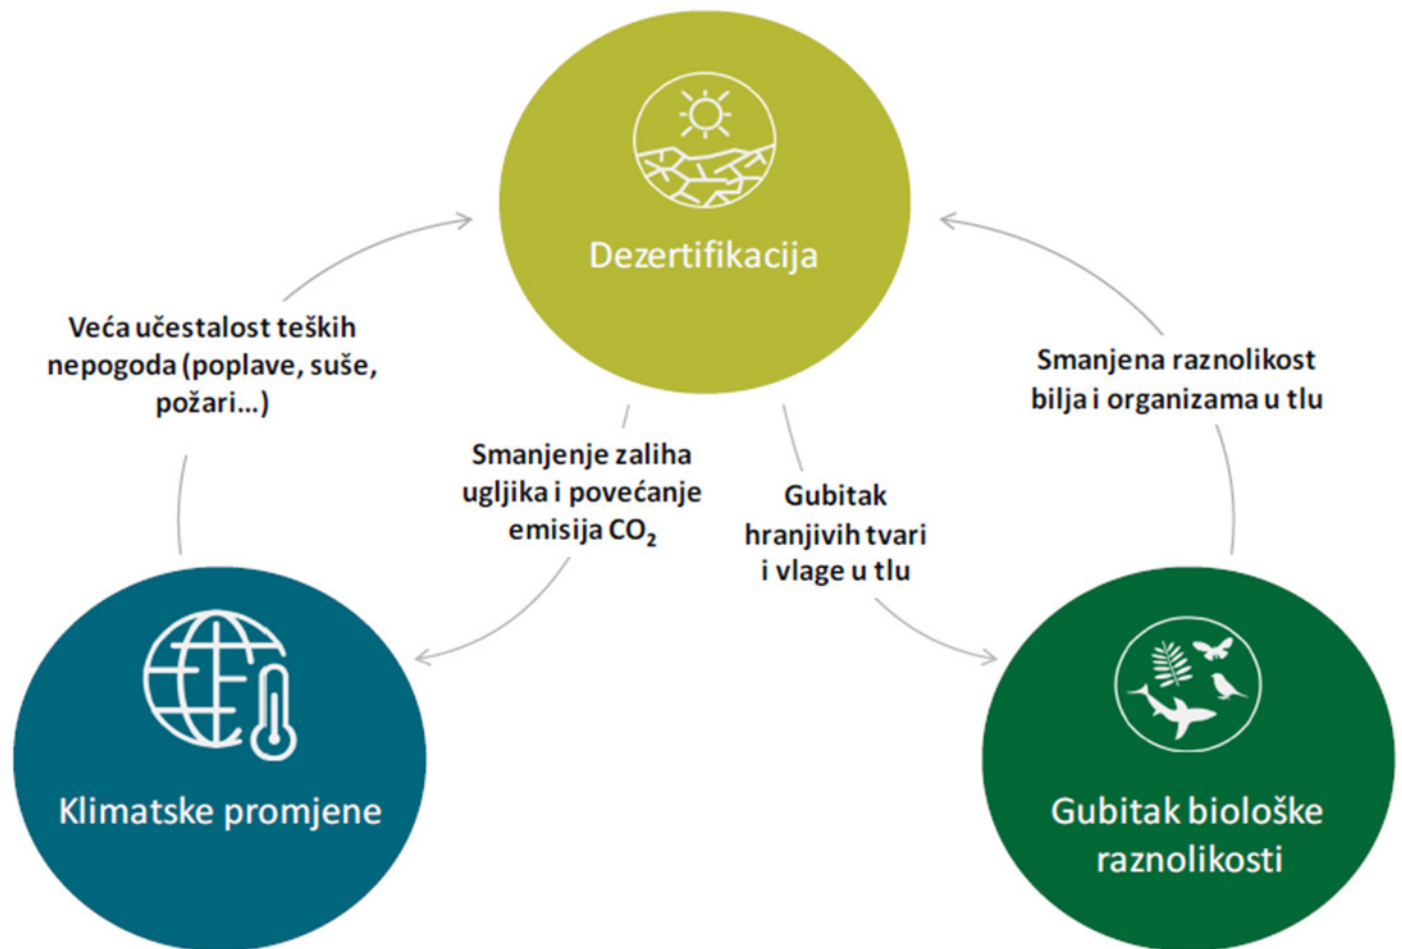 Dezertifikacija
Veća učestalost teških
nepogoda (poplave, suše,
požari...)
Smanjena raznolikost
bilja i organizama u tlu
Smanjenje zaliha
ugljika i povećanje
emisija CO₂
Gubitak
hranjivih tvari
i vlage u tlu
Klimatske promjene
Gubitak biološke
raznolikosti